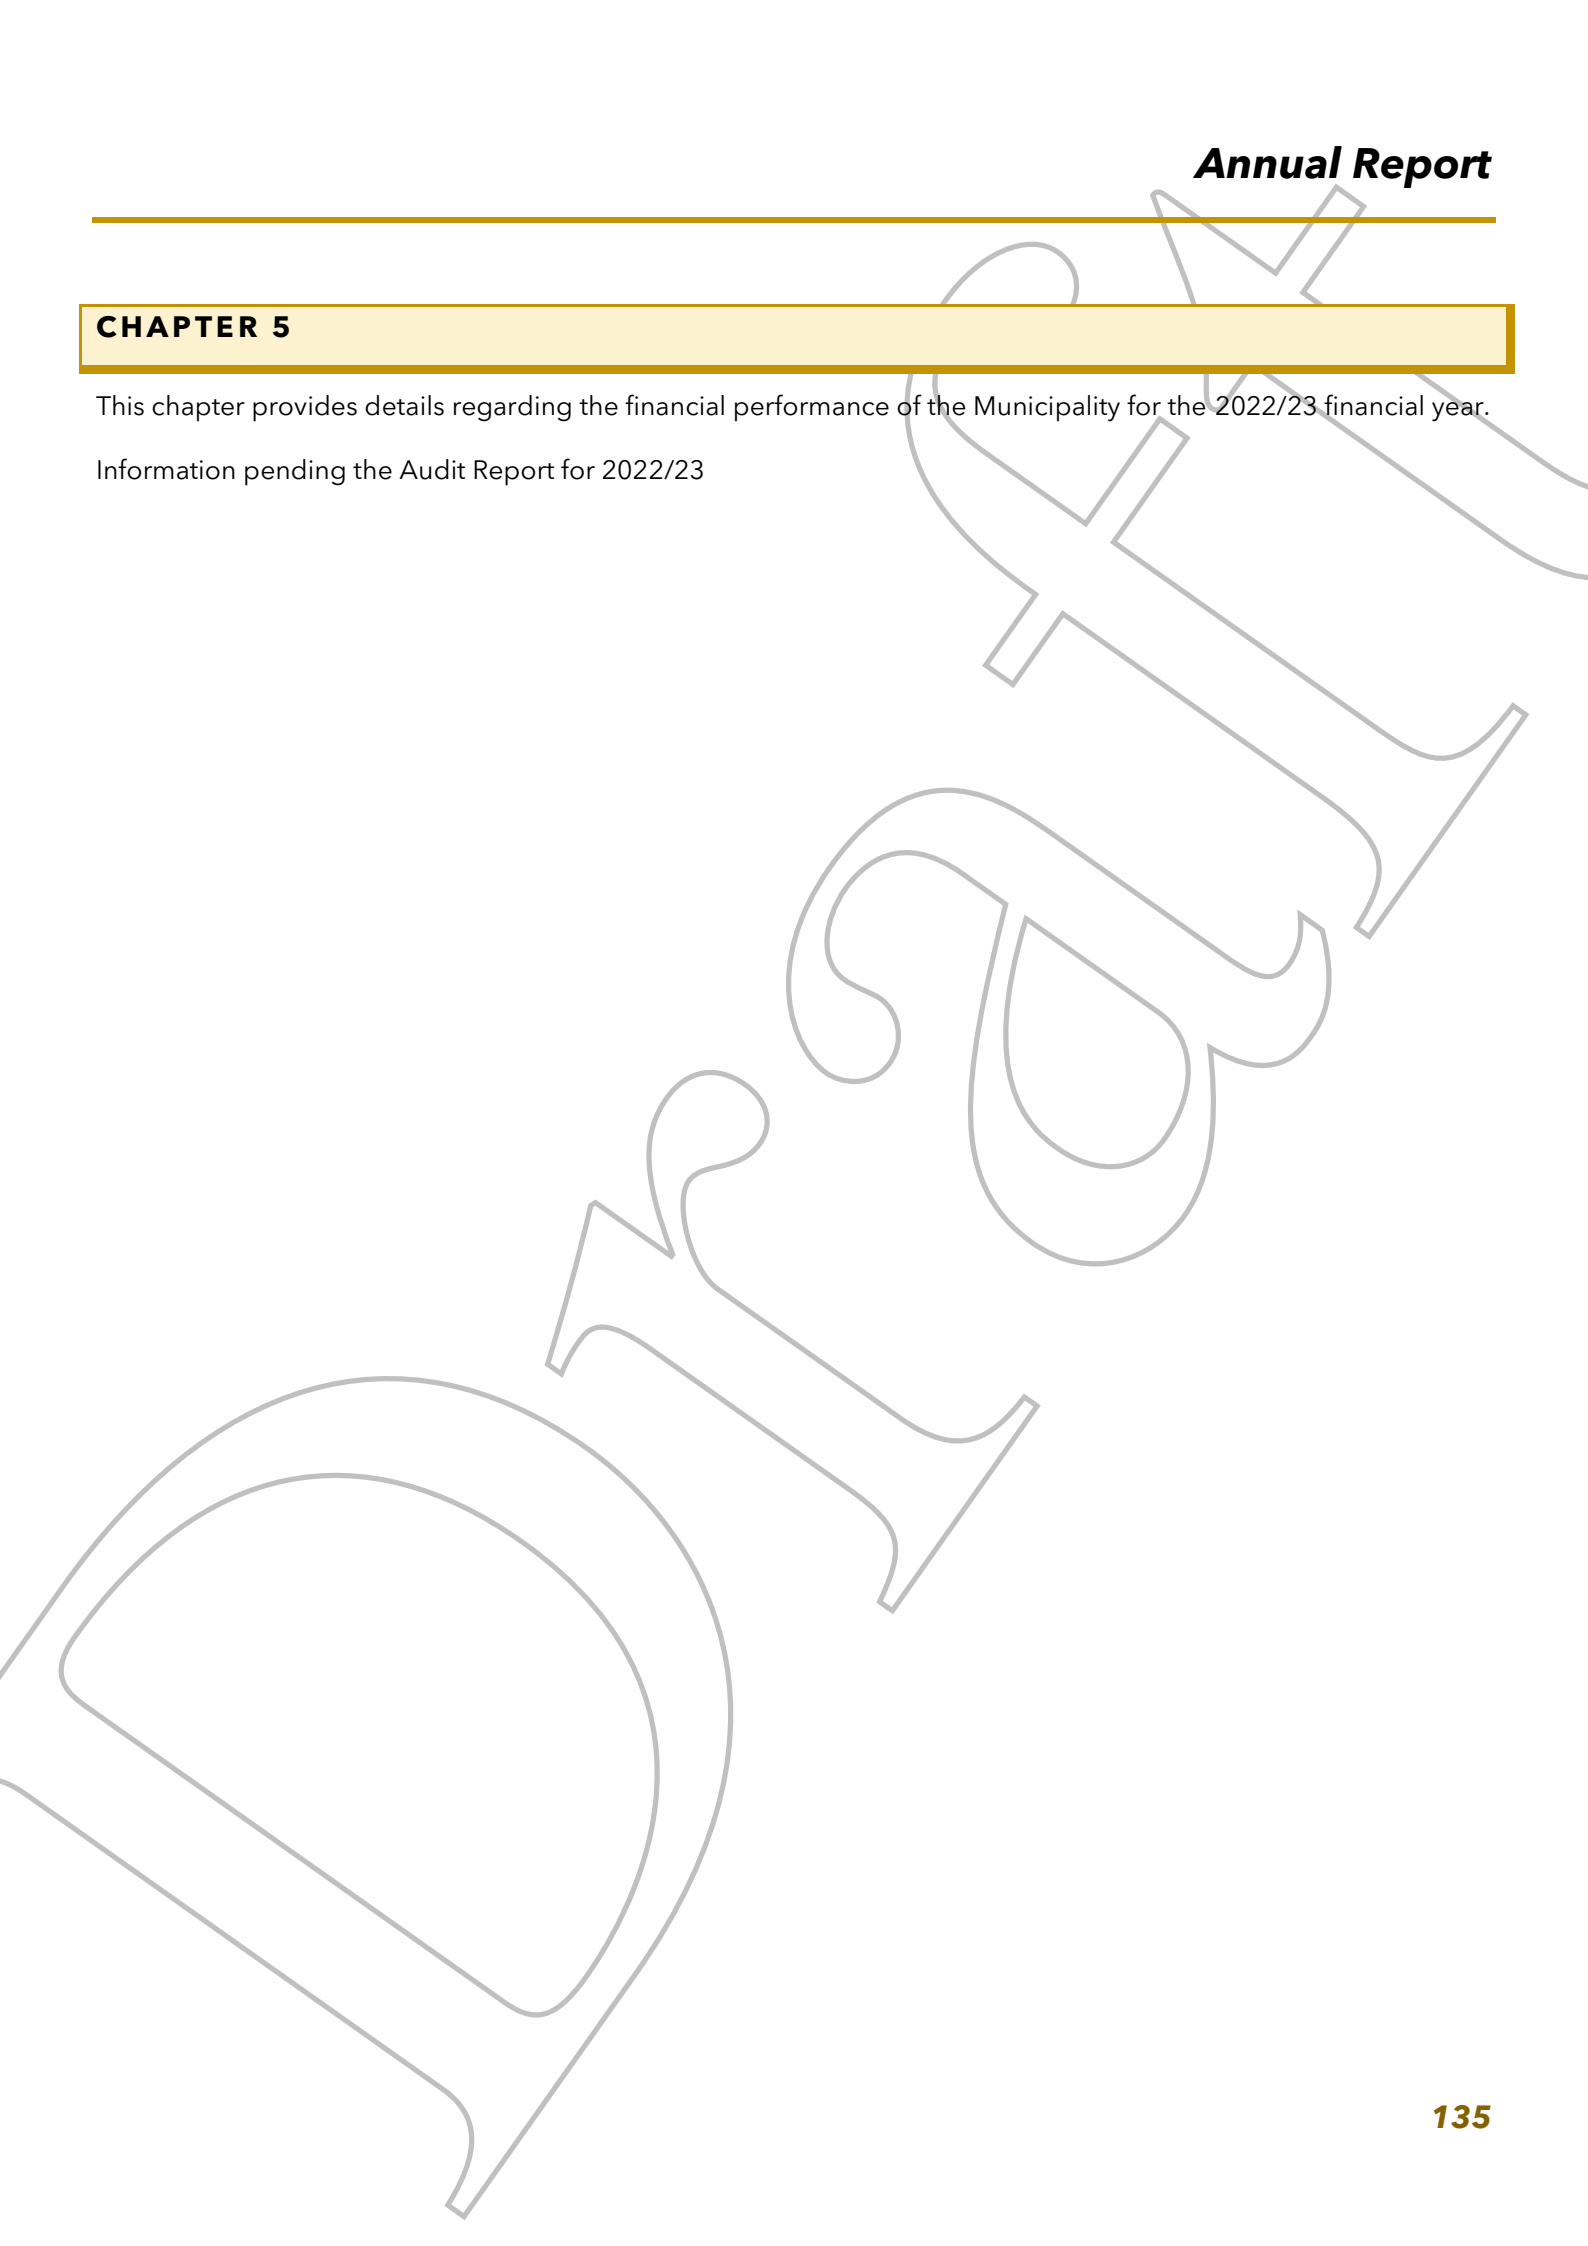 Annual Report
CHAPTER 5
This chapter provides details regarding the financial performance of the Municipality for the 2022/23 financial year.
Information pending the Audit Report for 2022/23
Draft
135